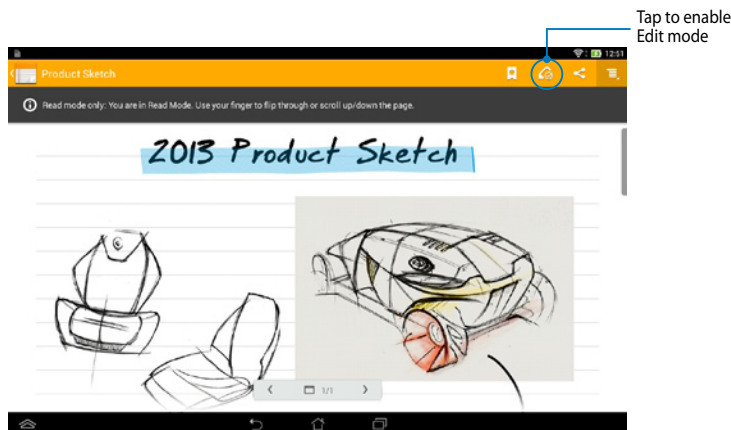 Tap to enable
Edit mode
12:51
Product Sketch
Read mode only: You are in Read Mode. Use your finger to flip through or scroll up/down the page.
2013 Product Sketch
1/1